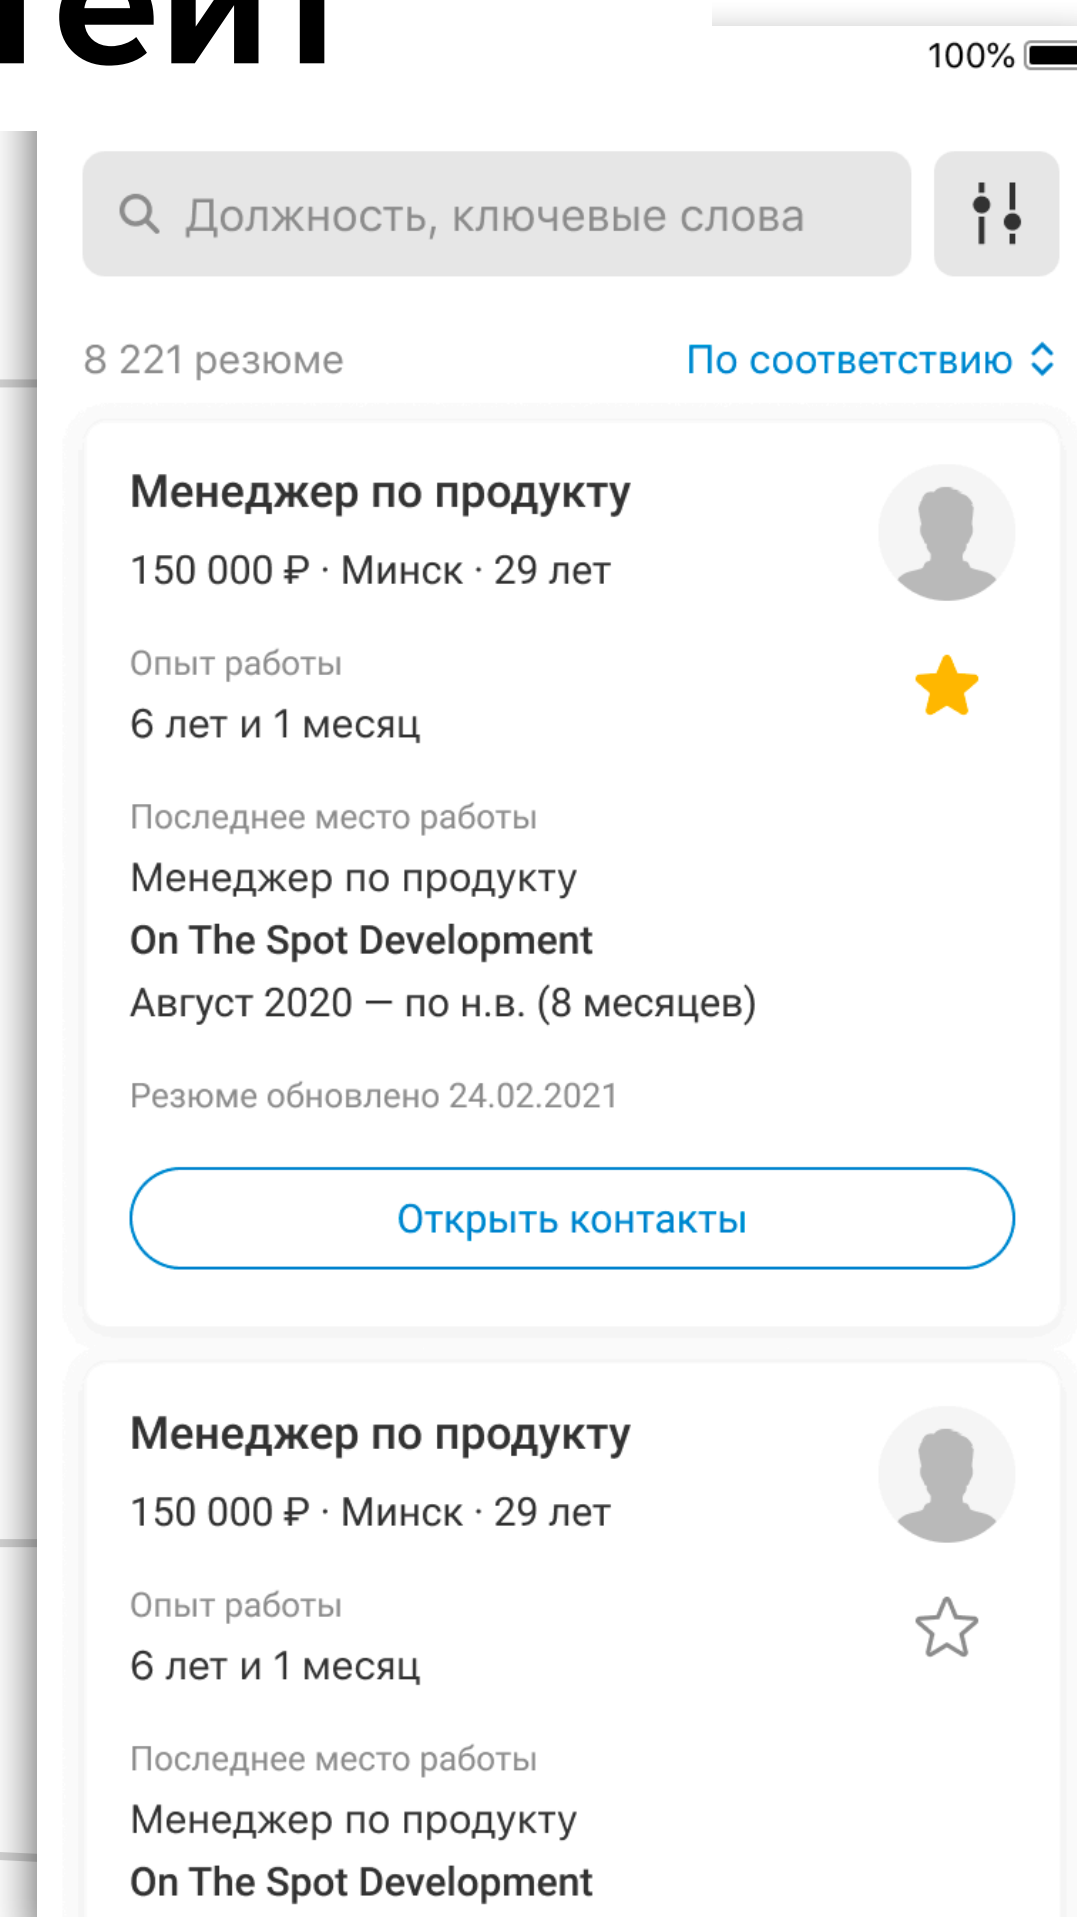 100%
Должность, ключевые слова
8 221 резюме
По соответствию
Менеджер по продукту
150 000 ₽ · Минск · 29 лет
Опыт работы
6 лет и 1 месяц
Последнее место работы
Менеджер по продукту
On The Spot Development
Август 2020 — по н.в. (8 месяцев)
Резюме обновлено 24.02.2021
Открыть контакты
Менеджер по продукту
150 000 ₽ · Минск · 29 лет
Опыт работы
6 лет и 1 месяц
Последнее место работы
Менеджер по продукту
On The Spot Development